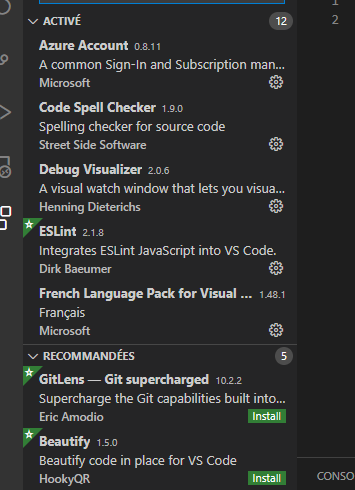 1
ACTIVÉ 12
2
Azure Account 0.8.11
A common Sign-In and Subscription man...
Microsoft
Code Spell Checker 1.9.0
Spelling checker for source code
Street Side Software
Debug Visualizer 2.0.6
A visual watch window that lets you visua...
Henning Dieterichs
ESLint 2.1.8
Integrates ESLint JavaScript into VS Code.
Dirk Baeumer
French Language Pack for Visual ... 1.48.1
Français
Microsoft
RECOMMANDÉES 5
GitLens — Git supercharged 10.2.2
Supercharge the Git capabilities built into...
Eric Amodio Install
Beautify 1.5.0
Beautify code in place for VS Code
HookyQR Install
CONSO